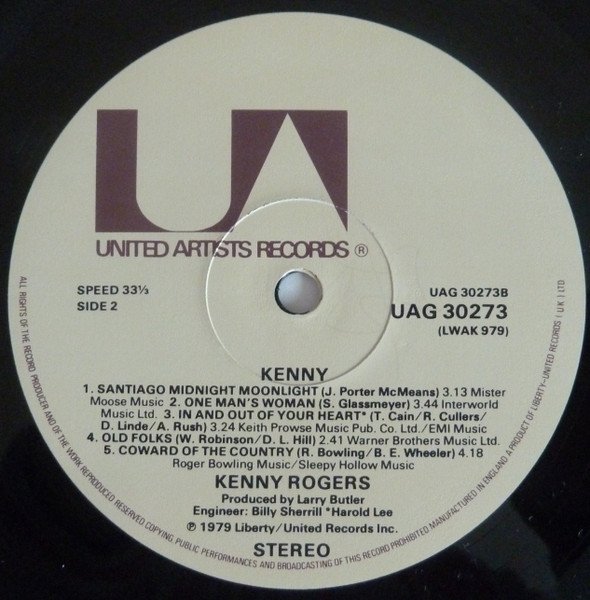 UA
UNITED ARTISTS RECORDS ®
SPEED 33⅓
SIDE 2
UAG 30273B
UAG 30273
(LWAK 979)
KENNY
1. SANTIAGO MIDNIGHT MOONLIGHT (J. Porter McMeans) 3.13 Mister
Moose Music 2. ONE MAN'S WOMAN (S. Glassmeyer) 3.44 Interworld
Music Ltd. 3. IN AND OUT OF YOUR HEART* (T. Cain/R. Cullers/
D. Linde/A. Rush) 3.24 Keith Prowse Music Pub. Co. Ltd./EMI Music
4. OLD FOLKS (W. Robinson/D. L. Hill) 2.41 Warner Brothers Music Ltd.
5. COWARD OF THE COUNTRY (R. Bowling/B. E. Wheeler) 4.18
Roger Bowling Music/Sleepy Hollow Music
KENNY ROGERS
Produced by Larry Butler
Engineer: Billy Sherrill *Harold Lee
℗ 1979 Liberty/United Records Inc.
STEREO
ALL RIGHTS OF THE RECORD PRODUCER AND OF THE WORK REPRODUCED RESERVED COPYING, PUBLIC PERFORMANCES AND BROADCASTING OF THIS RECORD PROHIBITED MANUFACTURED IN ENGLAND A PRODUCT OF LIBERTY-UNITED RECORDS (UK) LTD